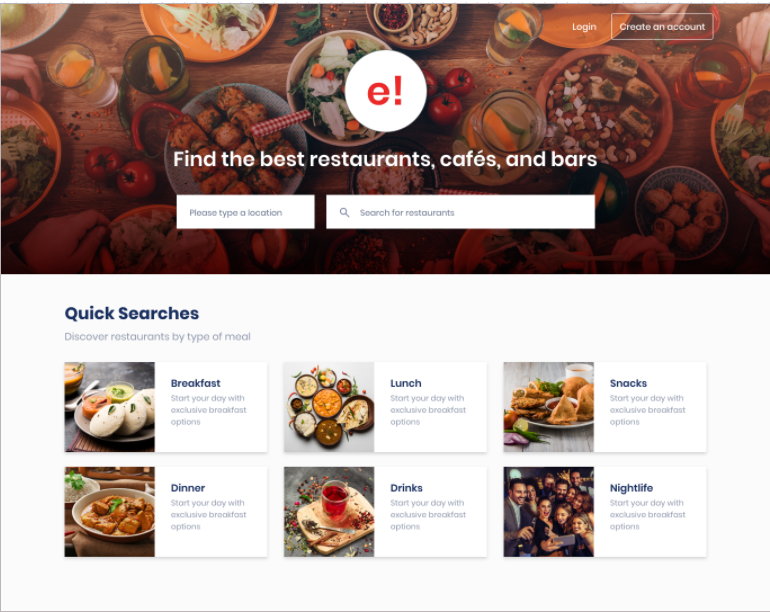 Login
Create an account
e!
Find the best restaurants, cafés, and bars
Please type a location
Search for restaurants
Quick Searches
Discover restaurants by type of meal
Breakfast
Start your day with
exclusive breakfast
options
Lunch
Start your day with
exclusive breakfast
options
Snacks
Start your day with
exclusive breakfast
options
Dinner
Start your day with
exclusive breakfast
options
Drinks
Start your day with
exclusive breakfast
options
Nightlife
Start your day with
exclusive breakfast
options